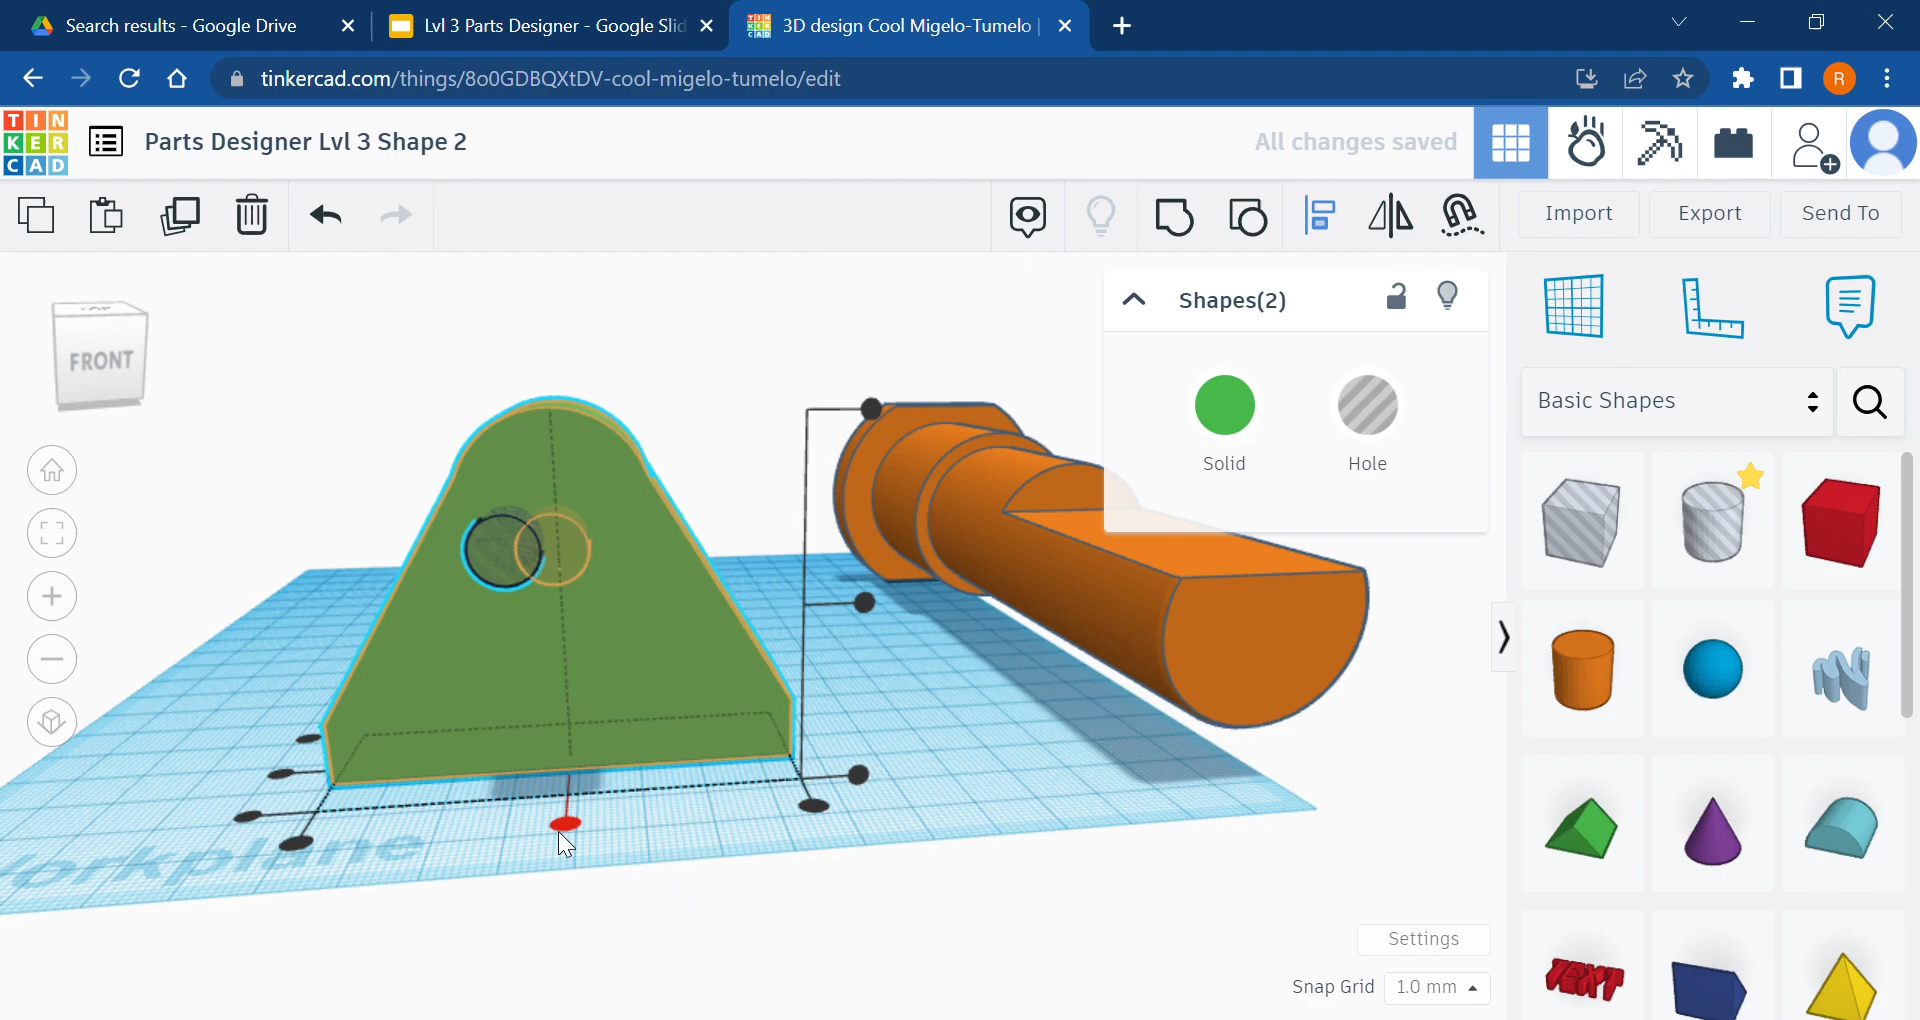 Search results - Google Drive
Lvl 3 Parts Designer - Google Slid
3D design Cool Migelo-Tumelo |
tinkercad.com/things/8o0GDBQXtDV-cool-migelo-tumelo/edit
R
TIN
KER
CAD
Parts Designer Lvl 3 Shape 2
All changes saved
Import
Export
Send To
FRONT
Shapes(2)
Solid
Hole
Basic Shapes
TEXT
orkplane
Settings
Snap Grid
1.0 mm